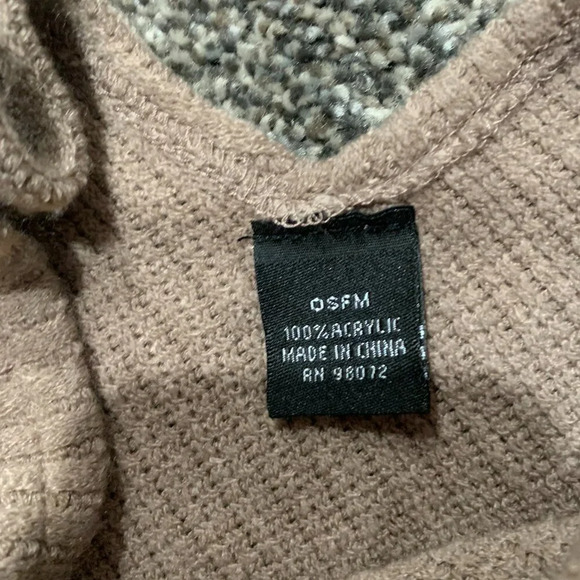 OSFM
100% ACRYLIC
MADE IN CHINA
RN 98072